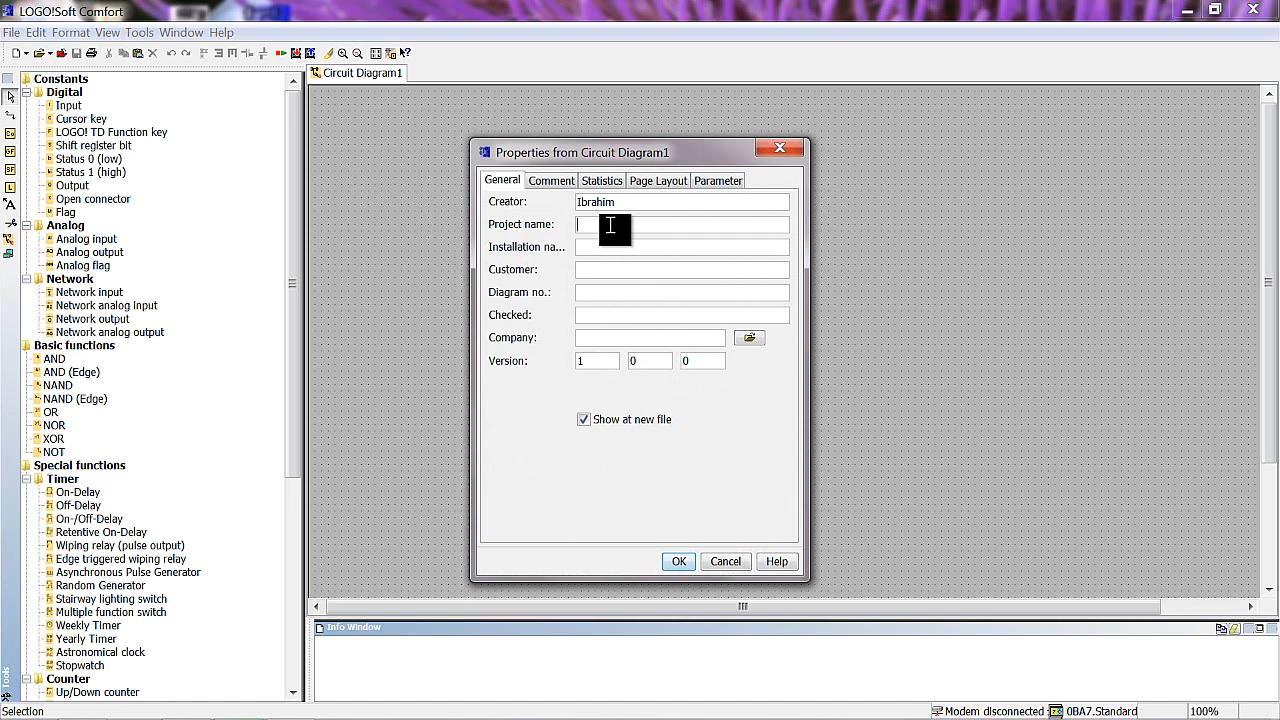 LOGO!Soft Comfort
File Edit Format View Tools Window Help
Circuit Diagram1
Constants
Digital
Input
Cursor key
LOGO! TD Function key
Shift register bit
Status 0 (low)
Status 1 (high)
Output
Open connector
Flag
Analog
Analog input
Analog output
Analog flag
Network
Network input
Network analog input
Network output
Network analog output
Basic functions
AND
AND (Edge)
NAND
NAND (Edge)
OR
NOR
XOR
NOT
Special functions
Timer
On-Delay
Off-Delay
On-/Off-Delay
Retentive On-Delay
Wiping relay (pulse output)
Edge triggered wiping relay
Asynchronous Pulse Generator
Random Generator
Stairway lighting switch
Multiple function switch
Weekly Timer
Yearly Timer
Astronomical clock
Stopwatch
Counter
Up/Down counter
Tools
Properties from Circuit Diagram1
General Comment Statistics Page Layout Parameter
Creator: Ibrahim
Project name:
Installation na...
Customer:
Diagram no.:
Checked:
Company:
Version: 1 0 0
Show at new file
OK Cancel Help
Info Window
Selection Modem disconnected 0BA7.Standard 100%